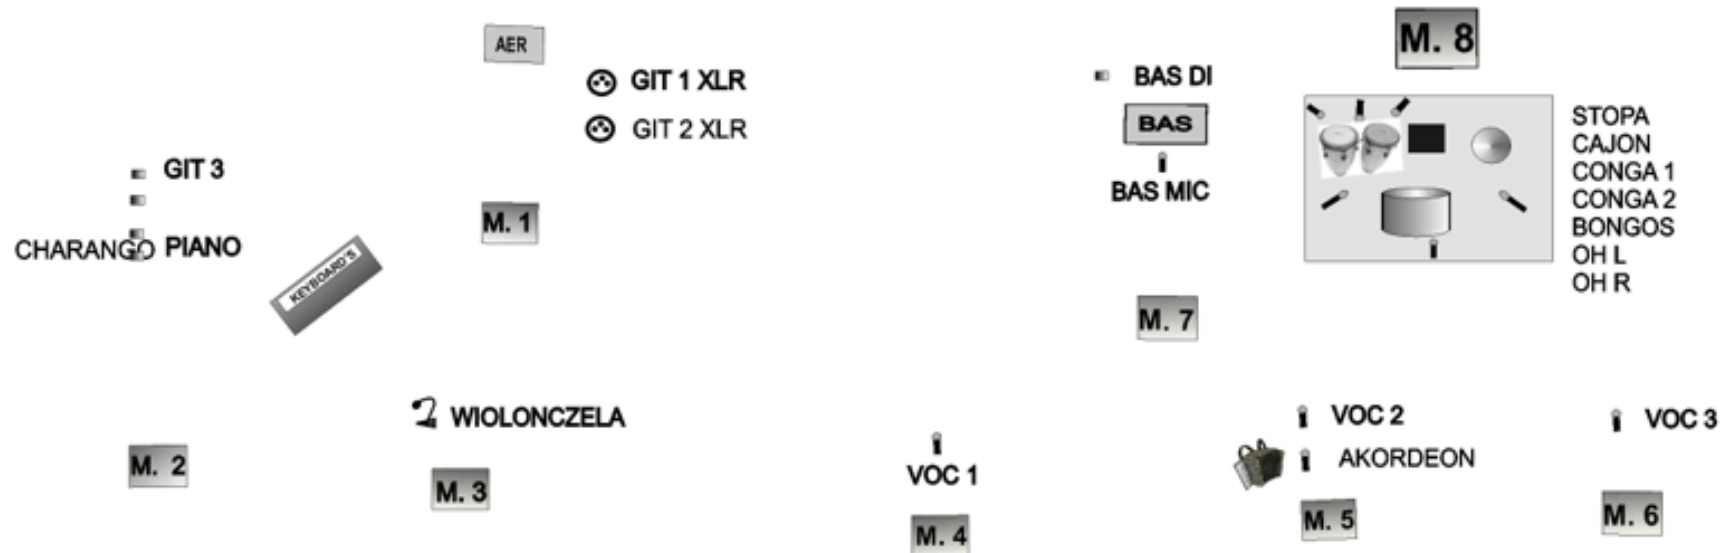 M. 8
AER
GIT 1 XLR
GIT 2 XLR
BAS DI
BAS
BAS MIC
STOPA
CAJON
CONGA 1
CONGA 2
BONGOS
OH L
OH R
GIT 3
CHARANGO PIANO
KEYBOARD'S
M. 1
M. 7
WIOLONCZELA
VOC 1
VOC 2
AKORDEON
VOC 3
M. 2
M. 3
M. 4
M. 5
M. 6